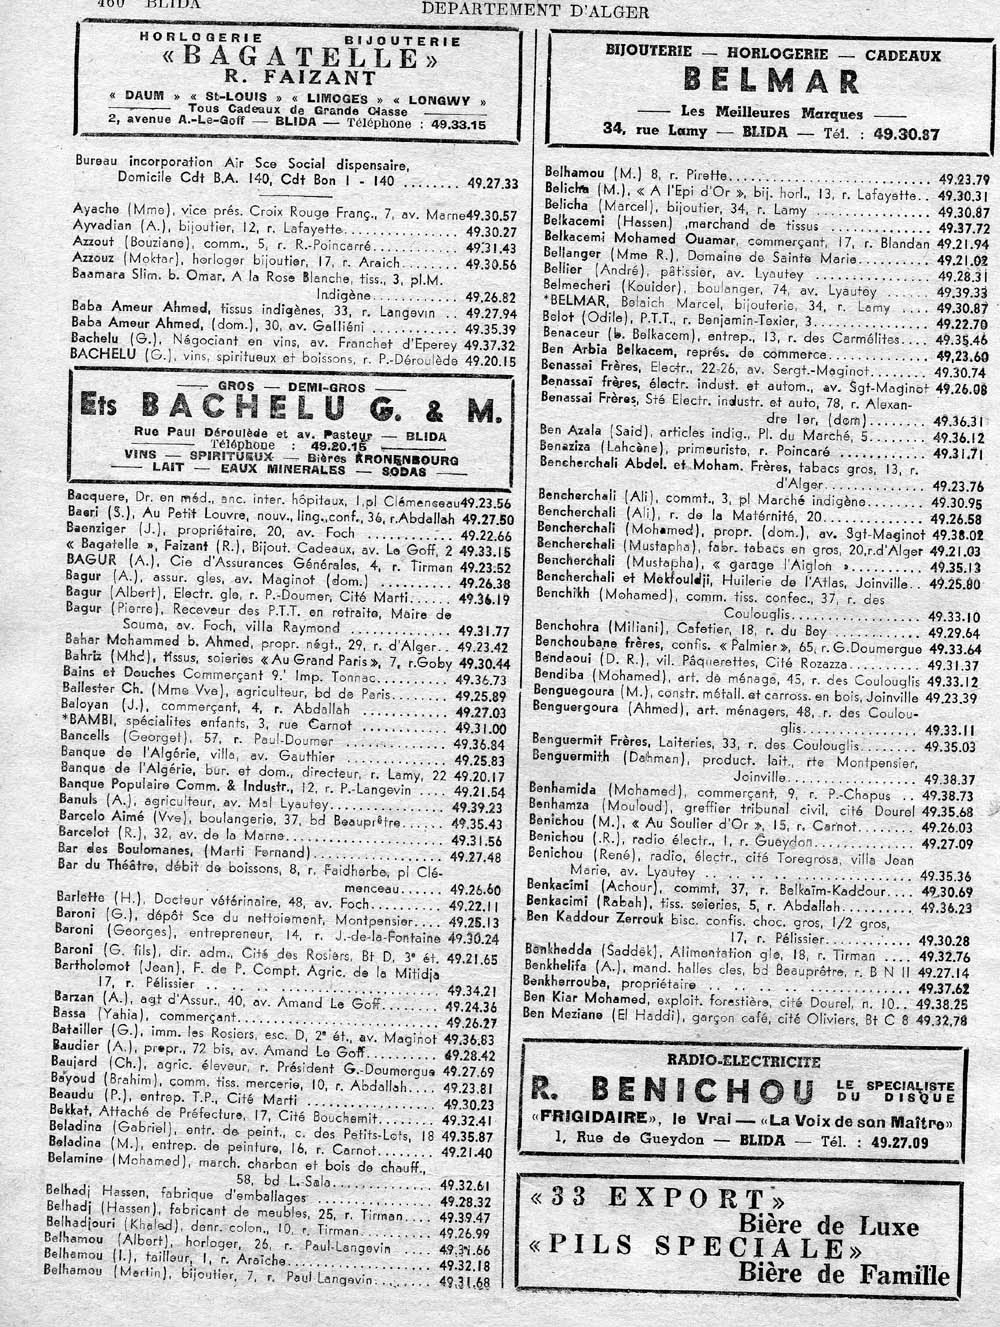 460 BLIDA
DEPARTEMENT D'ALGER
HORLOGERIE BIJOUTERIE
« BAGATELLE »
R. FAIZANT
« DAUM » « St-LOUIS » « LIMOGES » « LONGWY »
Tous Cadeaux de Grande Classe
2, avenue A.-Le-Goff — BLIDA — Téléphone : 49.33.15
Bureau incorporation Air Sce Social dispensaire,
Domicile Cdt B.A. 140, Cdt Bon 1 - 140 ........ 49.27.33
Ayache (Mme), vice prés. Croix Rouge Franç., 7, av. Marne 49.30.57
Ayvadian (A.), bijoutier, 12, r. Lafayette............... 49.30.27
Azzout (Bouziane), comm., 5, r. R.-Poincarré............ 49.31.43
Azzouz (Moktar), horloger bijoutier, 17, r. Araich....... 49.30.56
Baamara Slim. b. Omar, A la Rose Blanche, tiss., 3, pl.M.
Indigène............ 49.26.82
Baba Ameur Ahmed, tissus indigènes, 33, r. Langevin .. 49.27.94
Baba Ameur Ahmed, (dom.), 30, av. Galliéni ............ 49.35.39
Bachelu (G.), Négociant en vins, av. Franchet d'Eperey 49.37.32
BACHELU (G.), vins, spiritueux et boissons, r. P.-Déroulède 49.20.15
GROS — DEMI-GROS —
Ets BACHELU G. & M.
Rue Paul Déroulède et av. Pasteur — BLIDA
Téléphone : 49.20.15
VINS — SPIRITUEUX — Bières KRONENBOURG
— LAIT — EAUX MINERALES — SODAS —
Bacquere, Dr. en méd., anc. inter. hôpitaux, 1,pl Clémenseau 49.23.56
Baeri (S.), Au Petit Louvre, nouv., ling.,conf., 36, r.Abdallah 49.27.50
Baenziger (J.), propriétaire, 20, av. Foch .............. 49.22.66
« Bagatelle », Faizant (R.), Bijout. Cadeaux, av. Le Goff, 2 49.33.15
BAGUR (A.), Cie d'Assurances Générales, 4, r. Tirman 49.23.52
Bagur (A.), assur. gles, av. Maginot (dom.) ............ 49.26.38
Bagur (Albert), Electr. gle, r. P.-Doumer, Cité Marti...... 49.36.19
Bagur (Pierre), Receveur des P.T.T. en retraite, Maire de
Souma, av. Foch, villa Raymond ............ 49.31.77
Bahar Mohammed b. Ahmed, propr. négt., 29, r. d'Alger.. 49.23.42
Bahriz (Mhd), tissus, soieries « Au Grand Paris », 7, r.Goby 49.30.44
Bains et Douches Commerçant 9.' Imp. Tonnac............ 49.36.73
Ballester Ch. (Mme Vve), agriculteur, bd de Paris........ 49.25.89
Baloyan (J.), commerçant, 4, r. Abdallah .............. 49.27.03
*BAMBI, spécialites enfants, 3, rue Carnot ............ 49.31.00
Bancells (Georget), 57, r. Paul-Doumer ................ 49.36.84
Banque de l'Algérie, villa, av. Gauthier ................ 49.25.83
Banque de l'Algérie, bur. et dom., directeur, r. Lamy, 22 49.20.17
Banque Populaire Comm. & Industr., 12, r. P.-Langevin .... 49.21.54
Banuls (A.), agriculteur, av. Mal Lyautey................ 49.39.23
Barcelo Aimé (Vve), boulangerie, 37, bd Beauprêtre...... 49.35.43
Barcelot (R.), 32, av. de la Marne...................... 49.31.56
Bar des Boulomanes, (Marti Fernand).................... 49.27.48
Bar du Théâtre, débit de boissons, 8, r. Faidherbe, pl Clé-
menceau...... 49.26.60
Barlette (H.), Docteur vétérinaire, 48, av. Foch.......... 49.22.11
Baroni (G.), dépôt Sce du nettoiement, Montpensier...... 49.25.13
Baroni (Georges), entrepreneur, 14, r. J.-de-la-Fontaine 49.30.24
Baroni (G. fils), dir. adm., Cité des Rosiers, Bt D, 3e ét. 49.21.65
Bartholomot (Jean), F. de P. Compt. Agric. de la Mitidja
17, r. Pélissier .......................... 49.34.21
Barzan (A.), agt d'Assur., 40, av. Amand Le Goff........ 49.24.36
Bassa (Yahia), commerçant.............................. 49.26.27
Batailler (G.), imm. les Rosiers, esc. D, 2e ét., av. Maginot 49.36.83
Baudier (A.), propr., 72 bis, av. Amand Le Goff.......... 49.28.42
Baujard (Ch.), agric. éleveur, r. Président G.-Doumergue 49.27.69
Bayoud (Brahim), comm. tiss. mercerie, 10, r. Abdallah.... 49.23.81
Beaudu (P.), entrep. T.P., Cité Marti .................. 49.30.23
Bekkat, Attaché de Préfecture, 17, Cité Bouchemit........ 49.32.41
Beladina (Gabriel), entr. de peint., c. des Petits-Lots, 18 49.35.87
Beladina (M.), entrep. de peinture, 16, r. Carnot........ 49.21.40
Belamine (Mohamed), march. charbon et bois de chauff.,
58, bd L. Sala.............. 49.32.61
Belhadj Hassen, fabrique d'emballages .................. 49.28.32
Belhadj (Hassen), fabricant de meubles, 25, r. Tirman.... 49.39.47
Belhadjouri (Khaled), denr. colon., 10, r. Tirman........ 49.26.99
Belhamou (Albert), horloger, 26, r. Paul-Langevin ...... 49.31.66
Belhamou (I.), tailleur, 1, r. Araiche.................. 49.32.18
Belhamou (Martin), bijoutier, 7, r. Paul Langevin........ 49.31.68
BIJOUTERIE — HORLOGERIE — CADEAUX
BELMAR
— Les Meilleures Marques —
34, rue Lamy — BLIDA — Tél. : 49.30.87
Belhamou (M.) 8, r. Pirette............................ 49.23.79
Belicha (M.), « A l'Epi d'Or », bij. horl., 13, r. Lafayette.. 49.30.31
Belicha (Marcel), bijoutier, 34, r. Lamy ................ 49.30.87
Belkacemi (Hassen) ,marchand de tissus ................ 49.37.72
Belkacemi Mohamed Ouamar, commerçant, 17, r. Blandan 49.21.94
Bellanger (Mme R.), Domaine de Sainte Marie............ 49.21.02
Bellier (André), pâtissier, av. Lyautey ................ 49.28.31
Belmecheri (Kouider), boulanger, 74, av. Lyautey ...... 49.39.33
*BELMAR, Belaich Marcel, bijouterie, 34, r. Lamy .... 49.30.87
Belot (Odile), P.T.T., r. Benjamin-Texier, 3............ 49.22.70
Benaceur (b. Belkacem), entrep., 13, r. des Carmélites.... 49.35.46
Ben Arbia Belkacem, représ. de commerce................ 49,23.60
Benassai Frères, Electr., 22-26, av. Sergt.-Maginot...... 49.30.74
Benassai frères, électr. indust. et autom., av. Sgt-Maginot 49.26.08
Benassai Frères, Sté Electr. industr. et auto, 78, r. Alexan-
dre 1er, (dom)........ 49.36.31
Ben Azala (Said), articles indig., Pl. du Marché, 5...... 49.36.12
Benaziza (Lahcène), primeuriste, r. Poincaré ............ 49.31.71
Bencherchali Abdel. et Moham. Frères, tabacs gros, 13, r.
d'Alger.............. 49.23.76
Bencherchali (Ali), commt., 3, pl Marché indigène........ 49.30.95
Bencherchali (Ali), r. de la Maternité, 20.............. 49.26.58
Bencherchali (Mohamed), propr. (dom.), av. Sgt-Maginot 49.38.02
Bencherchali (Mustapha), fabr. tabacs en gros, 20,r.d'Alger 49.21.03
Bencherchali (Mustapha), « garage l'Aiglon »............ 49.35.13
Bencherchali et Mekfouldji, Huilerie de l'Atlas, Joinville.. 49.25.80
Benchikh (Mohamed), comm. tiss confec., 37, r. des
Coulouglis.................... 49.33.10
Benchohra (Miliani), Cafetier, 18, r. du Bey ............ 49.29.64
Benchoubane frères, confis. « Palmier », 65, r.G.Doumergue 49.33.64
Bendaoui (D. R.), vil. Pâquerettes, Cité Rozazza........ 49.31.37
Bendiba (Mohamed), art. dé ménage, 45, r. des Coulouglis 49.33.12
Benguegoura (M.), constr. métall. et carross. en bois, Joinville 49.23.39
Benguergoura (Ahmed), art. ménagers, 48, r. des Coulou-
glis.................... 49.33.11
Benguermit Frères, Laiteries, 33, r. des Coulouglis...... 49.35.03
Benguermith (Dahman), product. lait., rte Montpensier,
Joinville.................... 49.38.37
Benhamida (Mohamed), commerçant, 9, r. P.-Chapus .. 49.38.73
Benhamza (Mouloud), greffier tribunal civil, cité Dourel 49.35.68
Benichou (M.), « Au Soulier d'Or », 15, r. Carnot........ 49.26.03
Benichou (.R.), radio électr., 1, r. Gueydon............ 49.27.09
Benichou (René), radio, électr., cité Toregrosa, villa Jean
Marie, av. Lyautey ...................... 49.35.36
Benkacimi (Achour), commt, 37, r. Belkaïm-Kaddour.... 49.30.69
Benkacimi (Rabah), tiss. soieries, 5, r. Abdallah........ 49.36.23
Ben Kaddour Zerrouk bisc. confis. choc. gros, 1/2 gros,
17, r. Pélissier............ 49.30.28
Benkhedda (Saddek), Alimentation gle, 18, r. Tirman .... 49.32.76
Benkhelifa (A.), mand. halles cles, bd Beauprêtre, r. B N II 49.27.14
Benkherrouba, propriétaire .......................... 49.37.62
Ben Kiar Mohamed, exploit. forestière, cité Dourel, n. 10.. 49.38.25
Ben Meziane (El Haddi), garçon café, cité Oliviers, Bt C 8 49.32,78
RADIO-ELECTRICITE
R. BENICHOU LE SPECIALISTE
DU DISQUE
«FRIGIDAIRE», le Vrai — «La Voix de son Maître»
1, Rue de Gueydon — BLIDA — Tél. : 49.27.09
«33 EXPORT»
Bière de Luxe
«PILS SPECIALE»
Bière de Famille